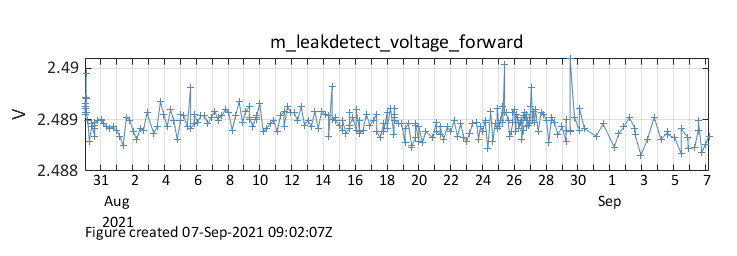 m_leakdetect_voltage_forward
2.49
2.489
2.488
V
31 2 4 6 8 10 12 14 16 18 20 22 24 26 28 30 1 3 5 7
Aug Sep
2021
Figure created 07-Sep-2021 09:02:07Z